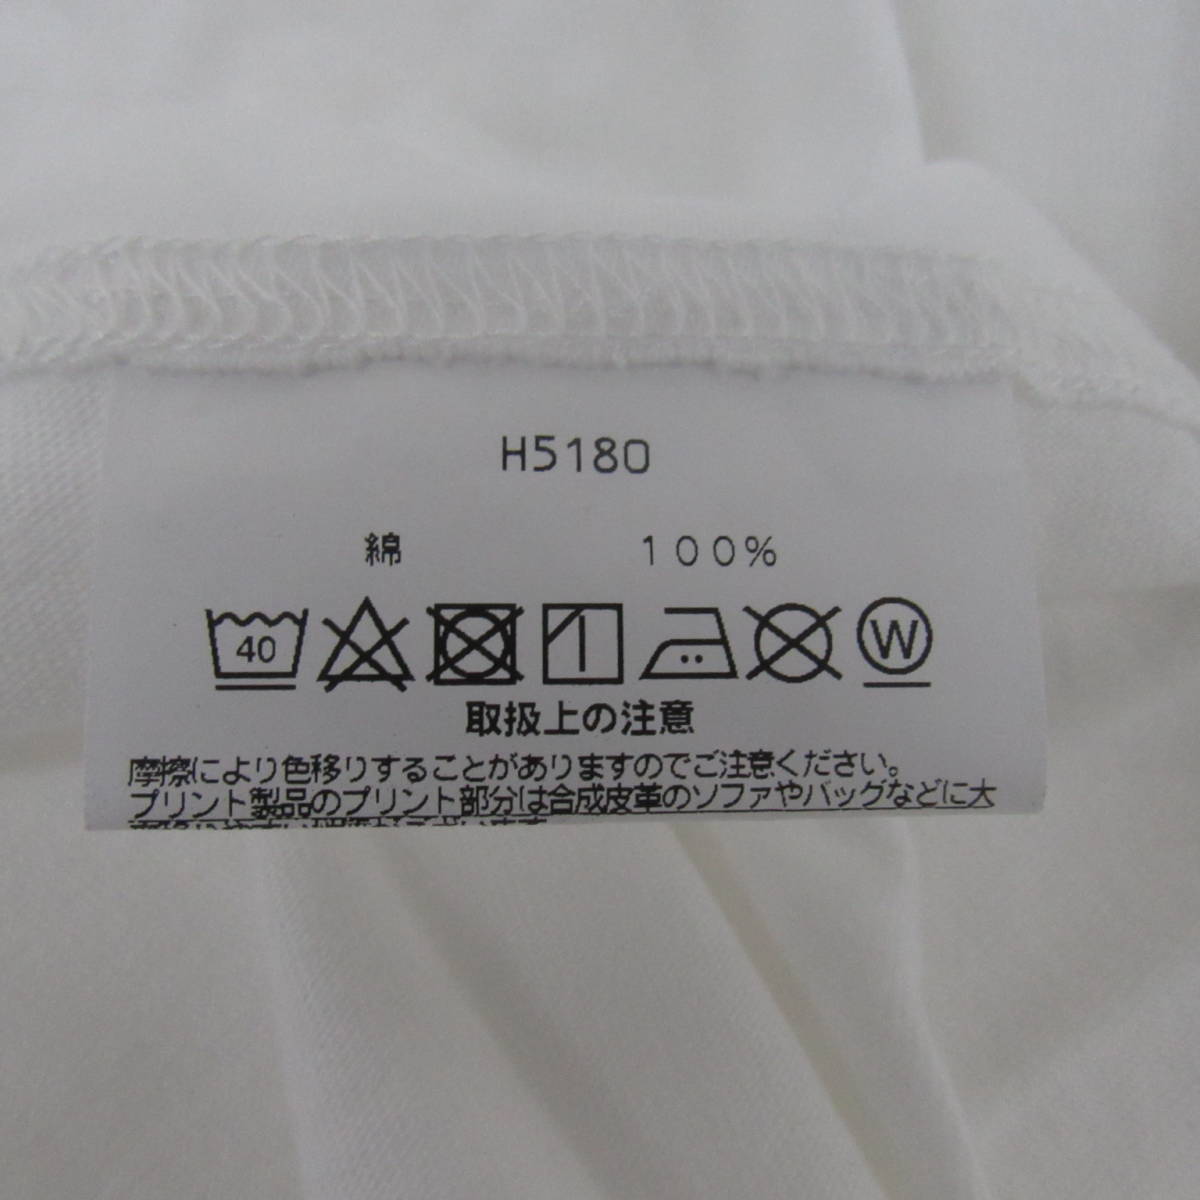 H5180
綿 100%
40 W
取扱上の注意
摩擦により色移りすることがありますのでご注意ください。
プリント製品のプリント部分は合成皮革のソファやバッグなどに大